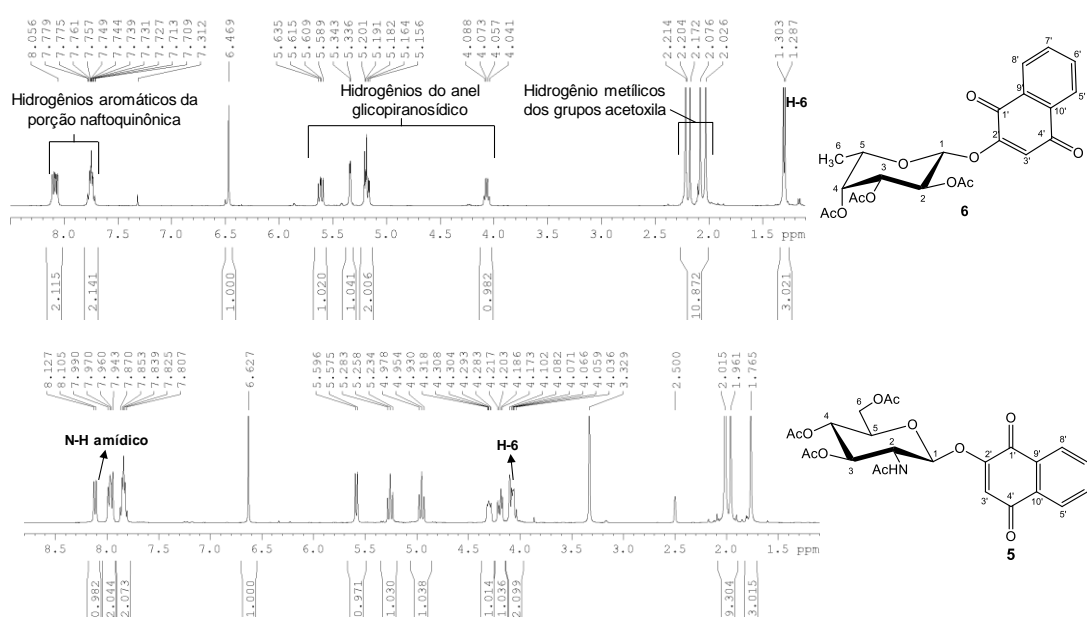 8.056 7.779 7.775 7.761 7.757 7.749 7.744 7.739 7.731 7.727 7.713 7.709 7.312 6.469 5.635 5.615 5.609 5.589 5.343 5.336 5.201 5.191 5.182 5.164 5.156 4.088 4.073 4.057 4.041 2.214 2.204 2.172 2.076 2.026 1.303 1.287
Hidrogênios aromáticos da
porção naftoquinônica
Hidrogênios do anel
glicopiranosídico
Hidrogênio metílicos
dos grupos acetoxila
H-6
8.0 7.5 7.0 6.5 6.0 5.5 5.0 4.5 4.0 3.5 3.0 2.5 2.0 1.5 ppm
2.115 2.141 1.000 1.020 1.041 2.006 0.982 10.872 3.021
7'
8' 6'
9' 5'
O 1' 10'
H₃C 6 5 O 1 O 2' 4' O
3 3'
4 OAc
AcO AcO 2
6
8.127 8.105 7.990 7.970 7.960 7.943 7.870 7.853 7.839 7.825 7.807 6.627 5.596 5.575 5.283 5.258 5.234 4.978 4.954 4.930 4.318 4.308 4.304 4.293 4.283 4.217 4.203 4.186 4.173 4.102 4.082 4.071 4.066 4.059 4.036 3.329 2.500 2.015 1.961 1.765
N-H amídico
H-6
8.5 8.0 7.5 7.0 6.5 6.0 5.5 5.0 4.5 4.0 3.5 3.0 2.5 2.0 ppm
0.982 2.044 2.073 1.000 0.971 1.030 1.038 1.014 1.036 2.099 9.304 3.015
6 OAc
4 O O
AcO 5 O O 2' 1' 9' 8'
AcO 2 1
3 AcHN 3' 4' 10' 5'
O
5